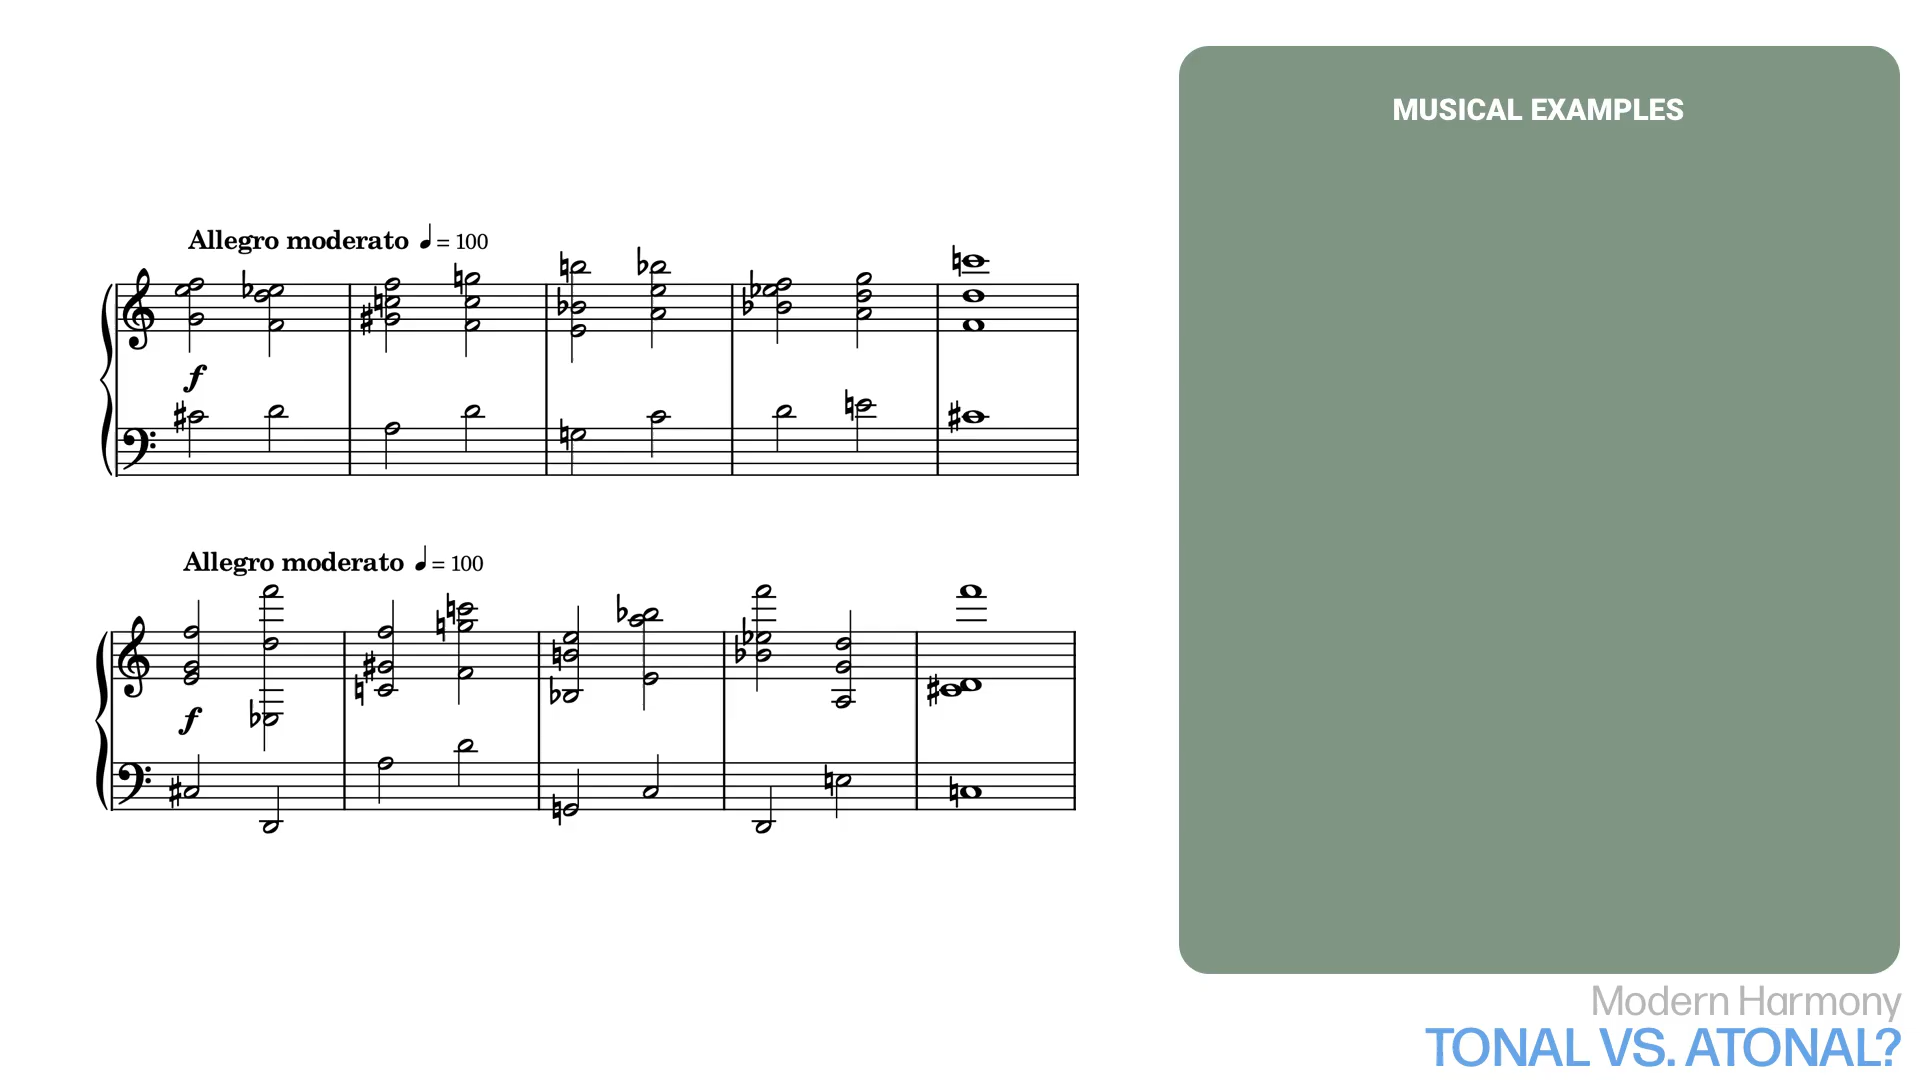 Allegro moderato ♩= 100
f
Allegro moderato ♩= 100
f
MUSICAL EXAMPLES
Modern Harmony
TONAL VS. ATONAL?